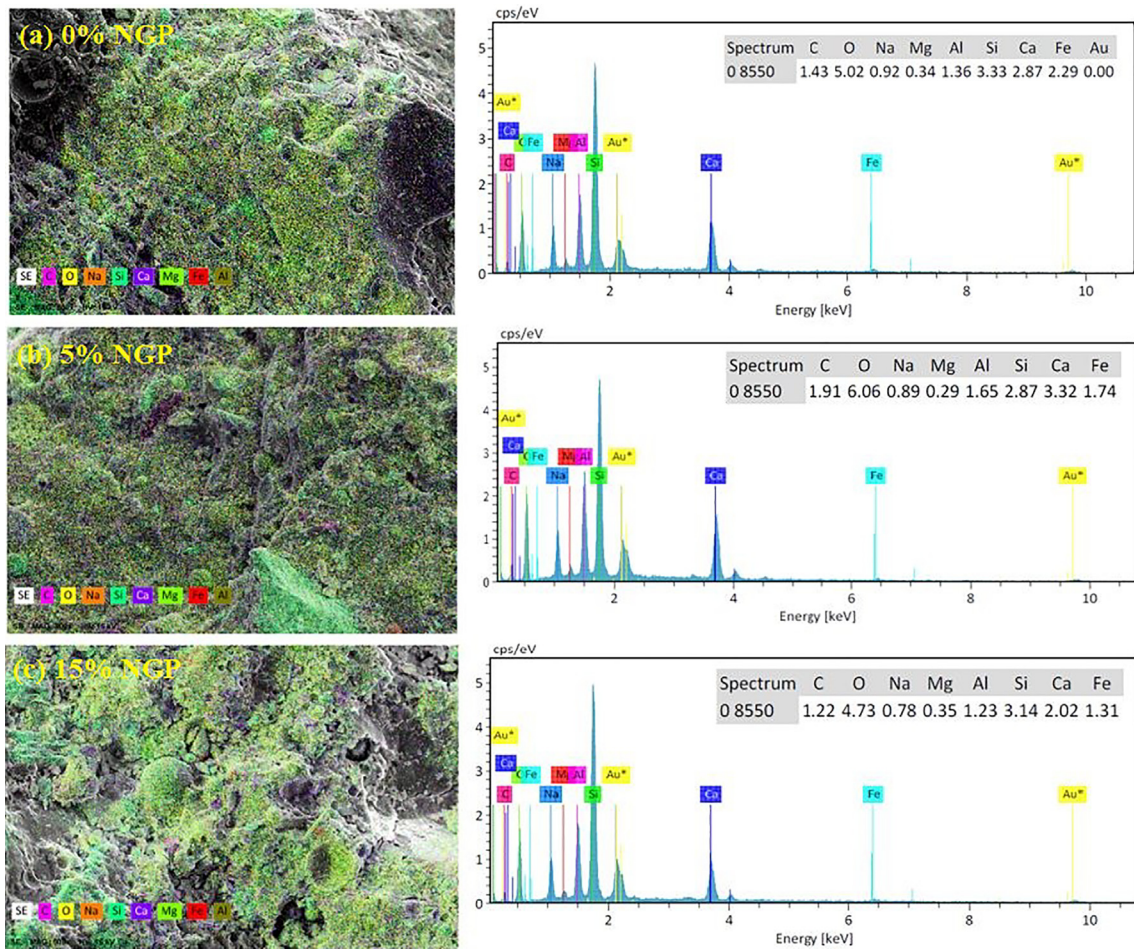 (a) 0% NGP
SE C O Na Si Ca Mg Fe Al
cps/eV
Spectrum C O Na Mg Al Si Ca Fe Au
0 8550 1.43 5.02 0.92 0.34 1.36 3.33 2.87 2.29 0.00
Au*
Ca
Fe Al Au*
C Na Si Ca Fe Au*
5
4
3
2
1
0
2 4 6 8 10
Energy [keV]
(b) 5% NGP
SE C O Na Si Ca Mg Fe Al
cps/eV
Spectrum C O Na Mg Al Si Ca Fe
0 8550 1.91 6.06 0.89 0.29 1.65 2.87 3.32 1.74
Au*
Ca
Fe Al Au*
C Na Si Ca Fe Au*
5
4
3
2
1
0
2 4 6 8 10
Energy [keV]
(c) 15% NGP
SE C O Na Si Ca Mg Fe Al
cps/eV
Spectrum C O Na Mg Al Si Ca Fe
0 8550 1.22 4.73 0.78 0.35 1.23 3.14 2.02 1.31
Au*
Ca
Fe Al Au*
C Na Si Ca Fe Au*
5
4
3
2
1
0
2 4 6 8 10
Energy [keV]